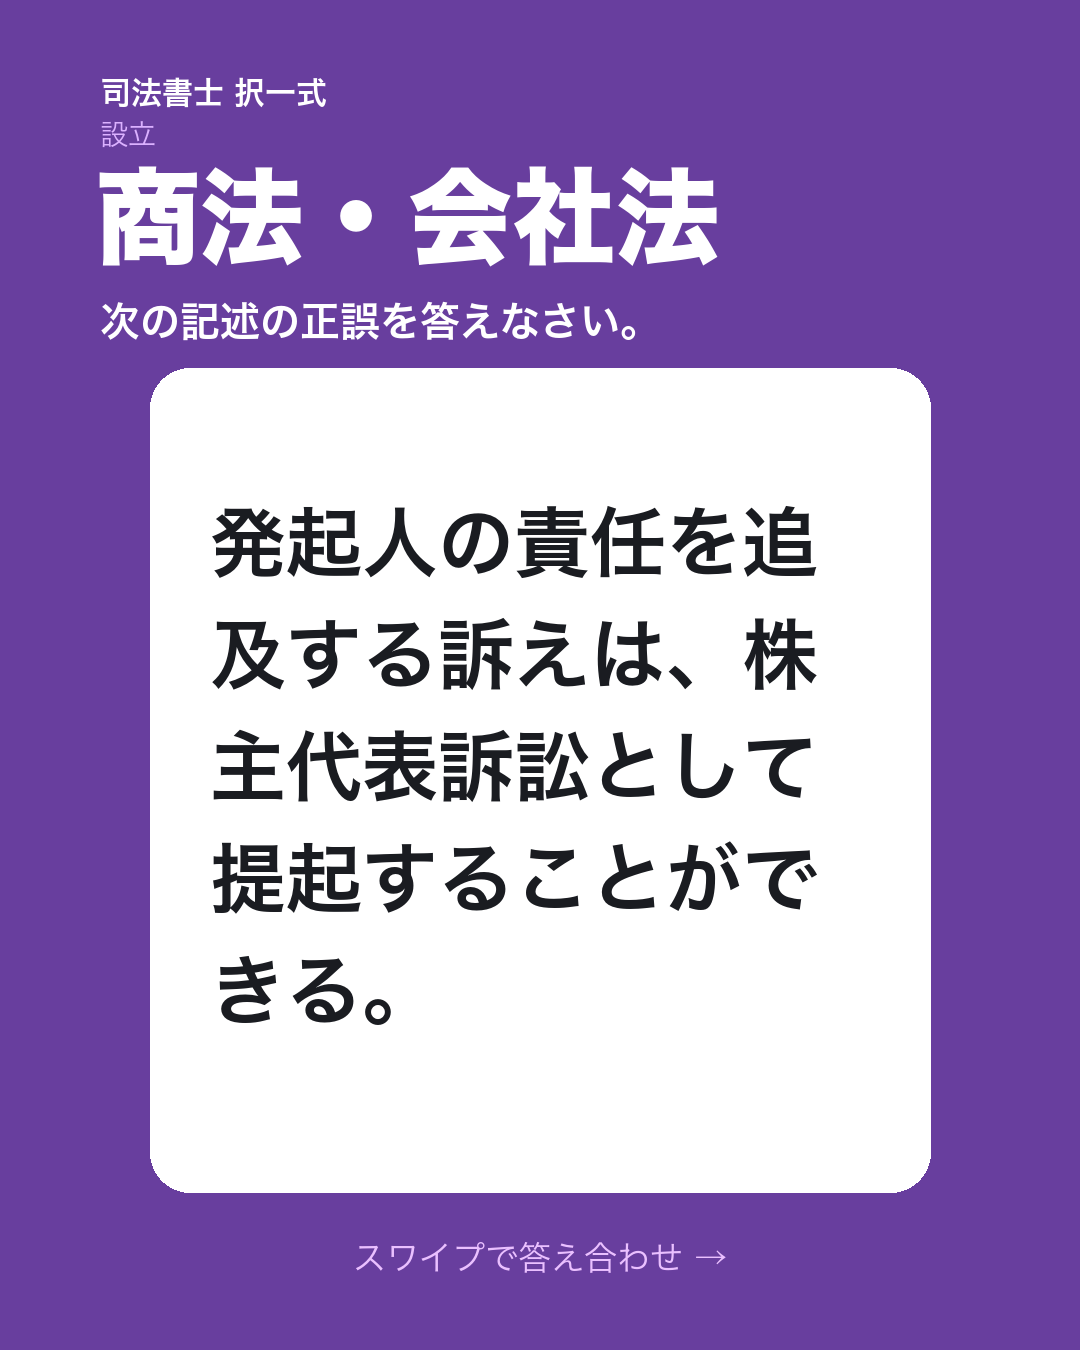 司法書士 択一式
設立
商法・会社法
次の記述の正誤を答えなさい。
発起人の責任を追
及する訴えは、株
主代表訴訟として
提起することがで
きる。
スワイプで答え合わせ →